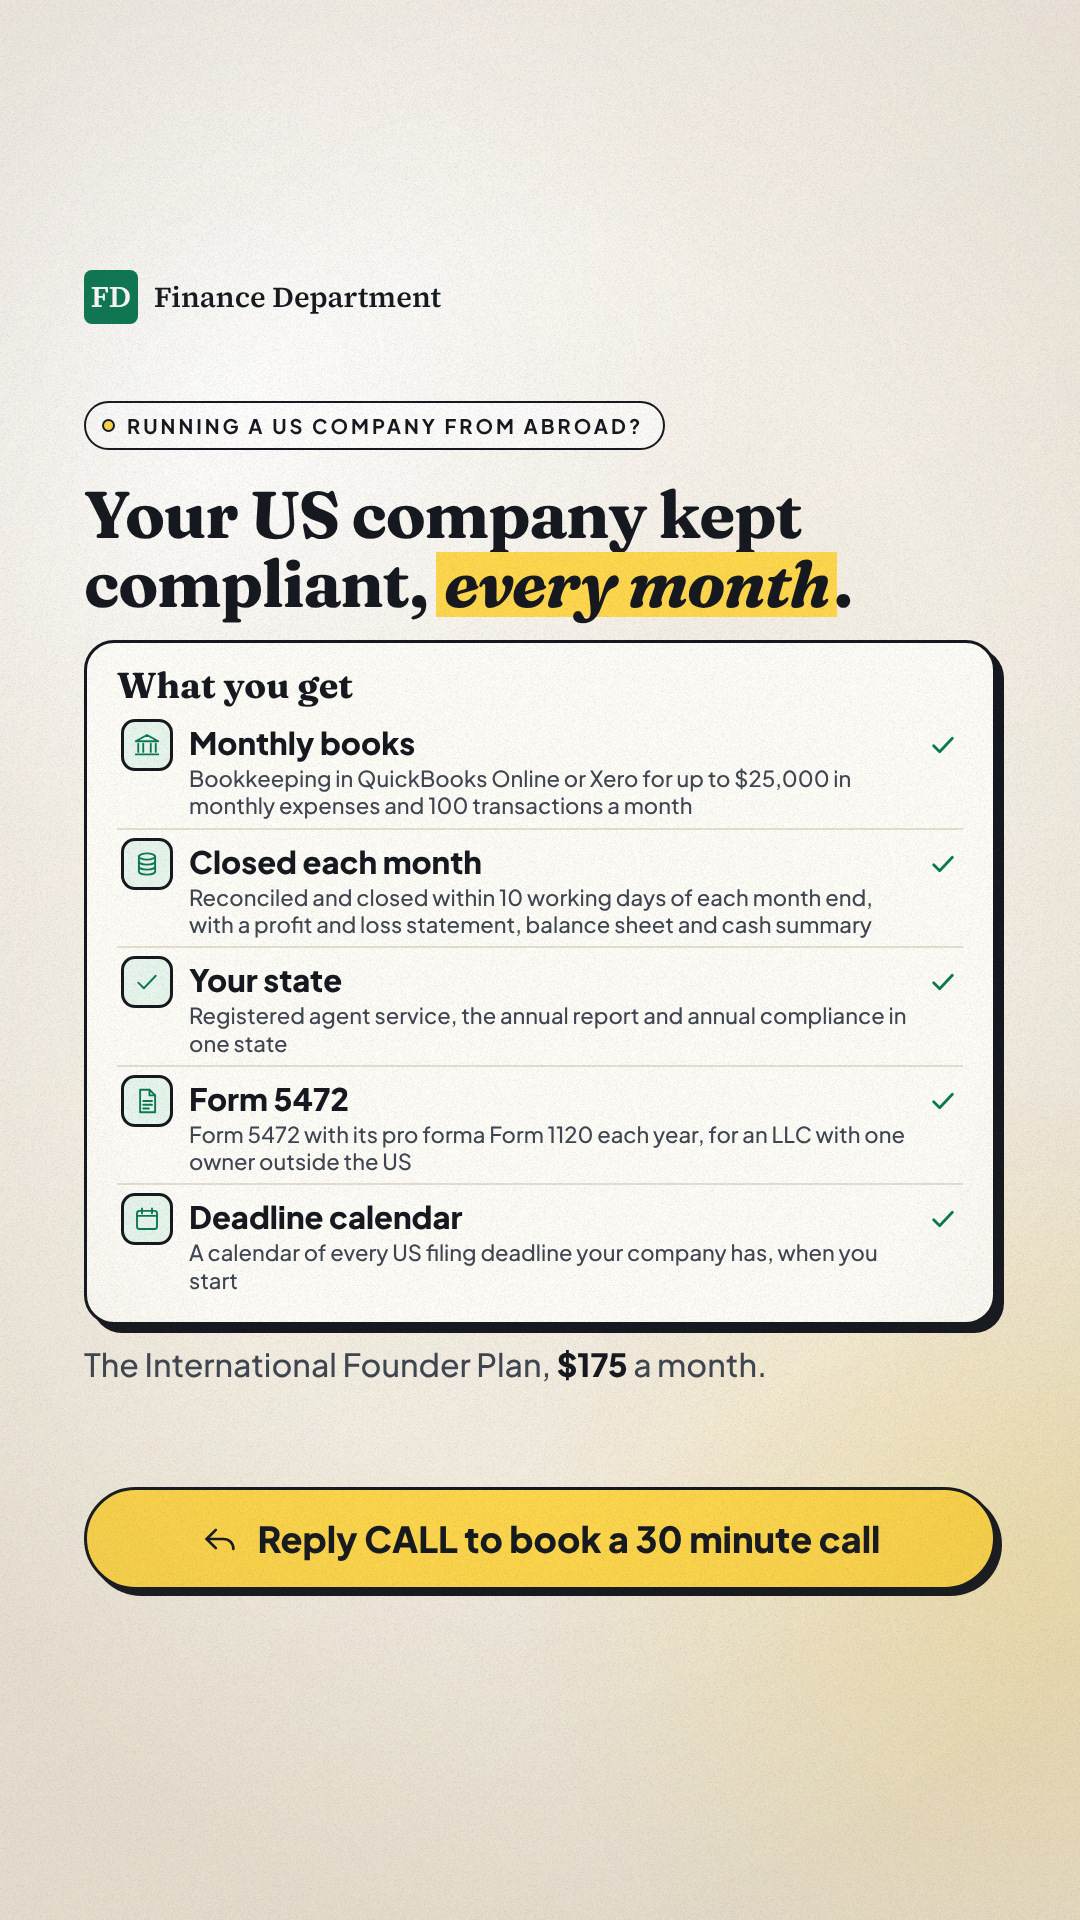 FD Finance Department
RUNNING A US COMPANY FROM ABROAD?
Your US company kept
compliant, every month.
What you get
Monthly books
Bookkeeping in QuickBooks Online or Xero for up to $25,000 in
monthly expenses and 100 transactions a month
Closed each month
Reconciled and closed within 10 working days of each month end,
with a profit and loss statement, balance sheet and cash summary
Your state
Registered agent service, the annual report and annual compliance in
one state
Form 5472
Form 5472 with its pro forma Form 1120 each year, for an LLC with one
owner outside the US
Deadline calendar
A calendar of every US filing deadline your company has, when you
start
The International Founder Plan, $175 a month.
Reply CALL to book a 30 minute call